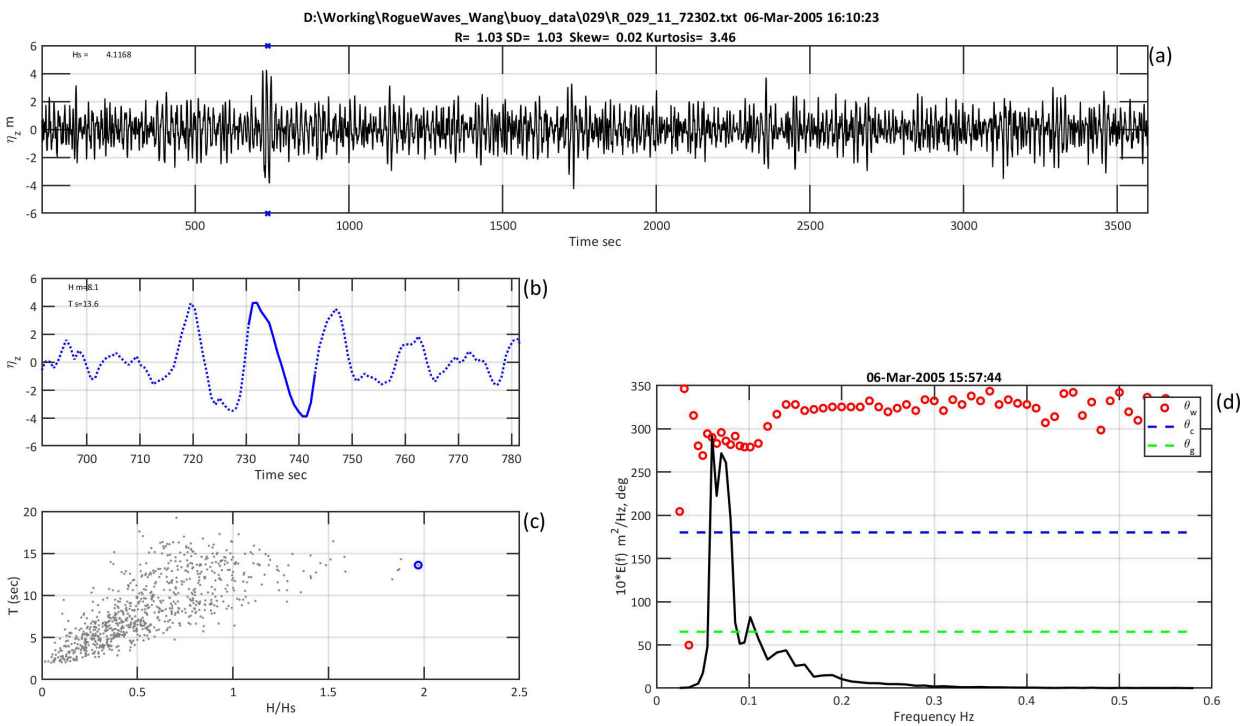 D:\Working\RogueWaves_Wang\buoy_data\029\R_029_11_72302.txt 06-Mar-2005 16:10:23
R= 1.03 SD= 1.03 Skew= 0.02 Kurtosis= 3.46
(a)
Hs = 4.1168
6
4
2
0
-2
-4
-6
η_z m
500
1000
1500
2000
2500
3000
3500
Time sec
(b)
H m=8.1
T s=13.6
6
4
2
0
-2
-4
-6
η_z
700
710
720
730
740
750
760
770
780
Time sec
(c)
20
15
10
5
0
T (sec)
0
0.5
1
1.5
2
2.5
H/Hs
06-Mar-2005 15:57:44
(d)
350
300
250
200
150
100
50
0
10*E(f) m²/Hz, deg
θ_w
θ_c
θ_g
0
0.1
0.2
0.3
0.4
0.5
0.6
Frequency Hz